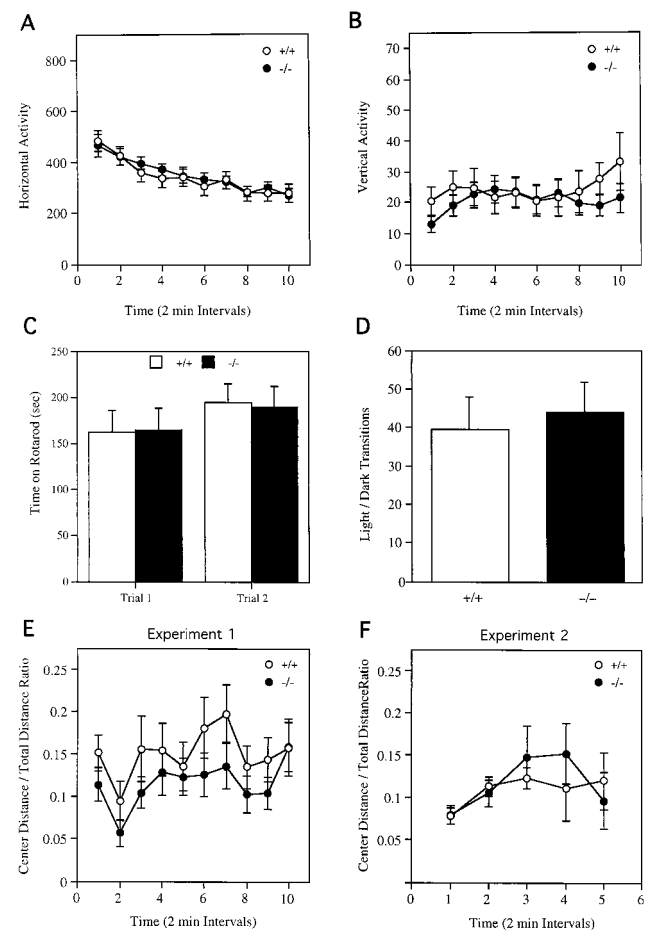 A
+/+
-/-
Horizontal Activity
800
600
400
200
0
0 2 4 6 8 10
Time (2 min Intervals)
B
+/+
-/-
Vertical Activity
70
60
50
40
30
20
10
0
0 2 4 6 8 10
Time (2 min Intervals)
C
+/+ -/-
Time on Rotarod (sec)
250
200
150
100
50
0
Trial 1 Trial 2
D
Light / Dark Transitions
60
50
40
30
20
10
0
+/+ -/-
E
Experiment 1
+/+
-/-
Center Distance / Total Distance Ratio
0.25
0.2
0.15
0.1
0.05
0
0 2 4 6 8 10
Time (2 min Intervals)
F
Experiment 2
+/+
-/-
Center Distance / Total DistanceRatio
0.25
0.2
0.15
0.1
0.05
0 1 2 3 4 5 6
Time (2 min Intervals)